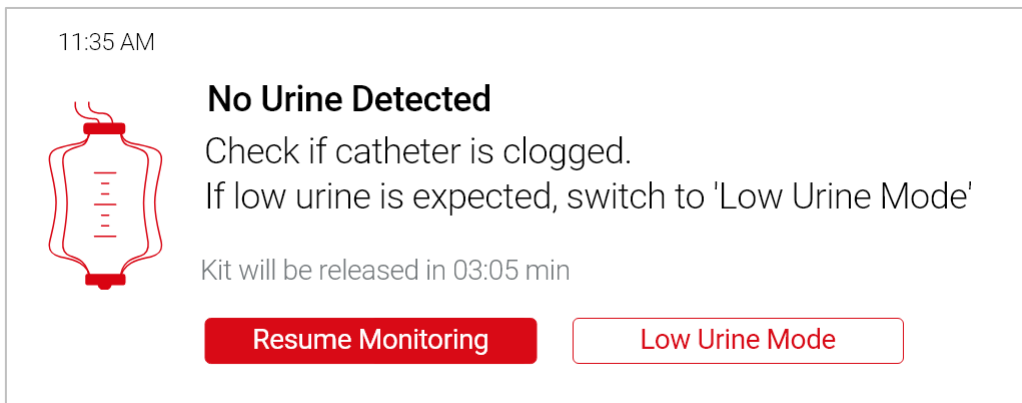 11:35 AM
No Urine Detected
Check if catheter is clogged.
If low urine is expected, switch to 'Low Urine Mode'
Kit will be released in 03:05 min
Resume Monitoring
Low Urine Mode